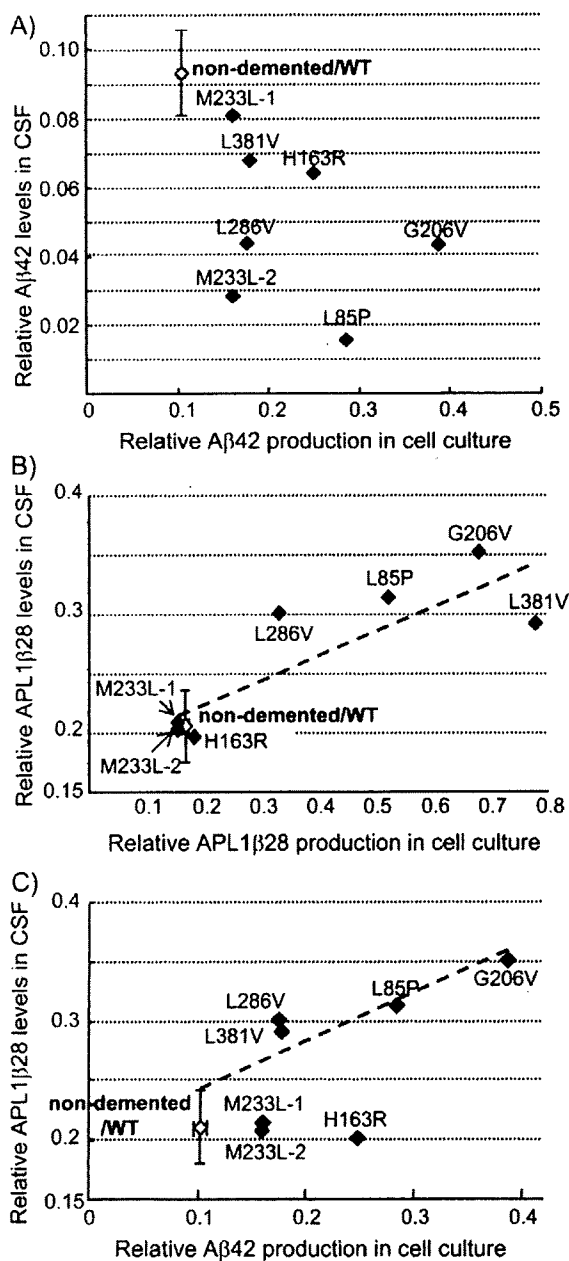 A)
Relative Aβ42 levels in CSF
0.10
0.08
0.06
0.04
0.02
non-demented/WT
M233L-1
L381V
H163R
L286V
G206V
M233L-2
L85P
0 0.1 0.2 0.3 0.4 0.5
Relative Aβ42 production in cell culture
B)
Relative APL1β28 levels in CSF
0.4
0.3
0.2
0.15
G206V
L85P
L286V
L381V
M233L-1
non-demented/WT
M233L-2
H163R
0.1 0.2 0.3 0.4 0.5 0.6 0.7 0.8
Relative APL1β28 production in cell culture
C)
Relative APL1β28 levels in CSF
0.4
0.3
0.2
0.15
G206V
L85P
L286V
L381V
non-demented
/WT
M233L-1
M233L-2
H163R
0 0.1 0.2 0.3 0.4
Relative Aβ42 production in cell culture